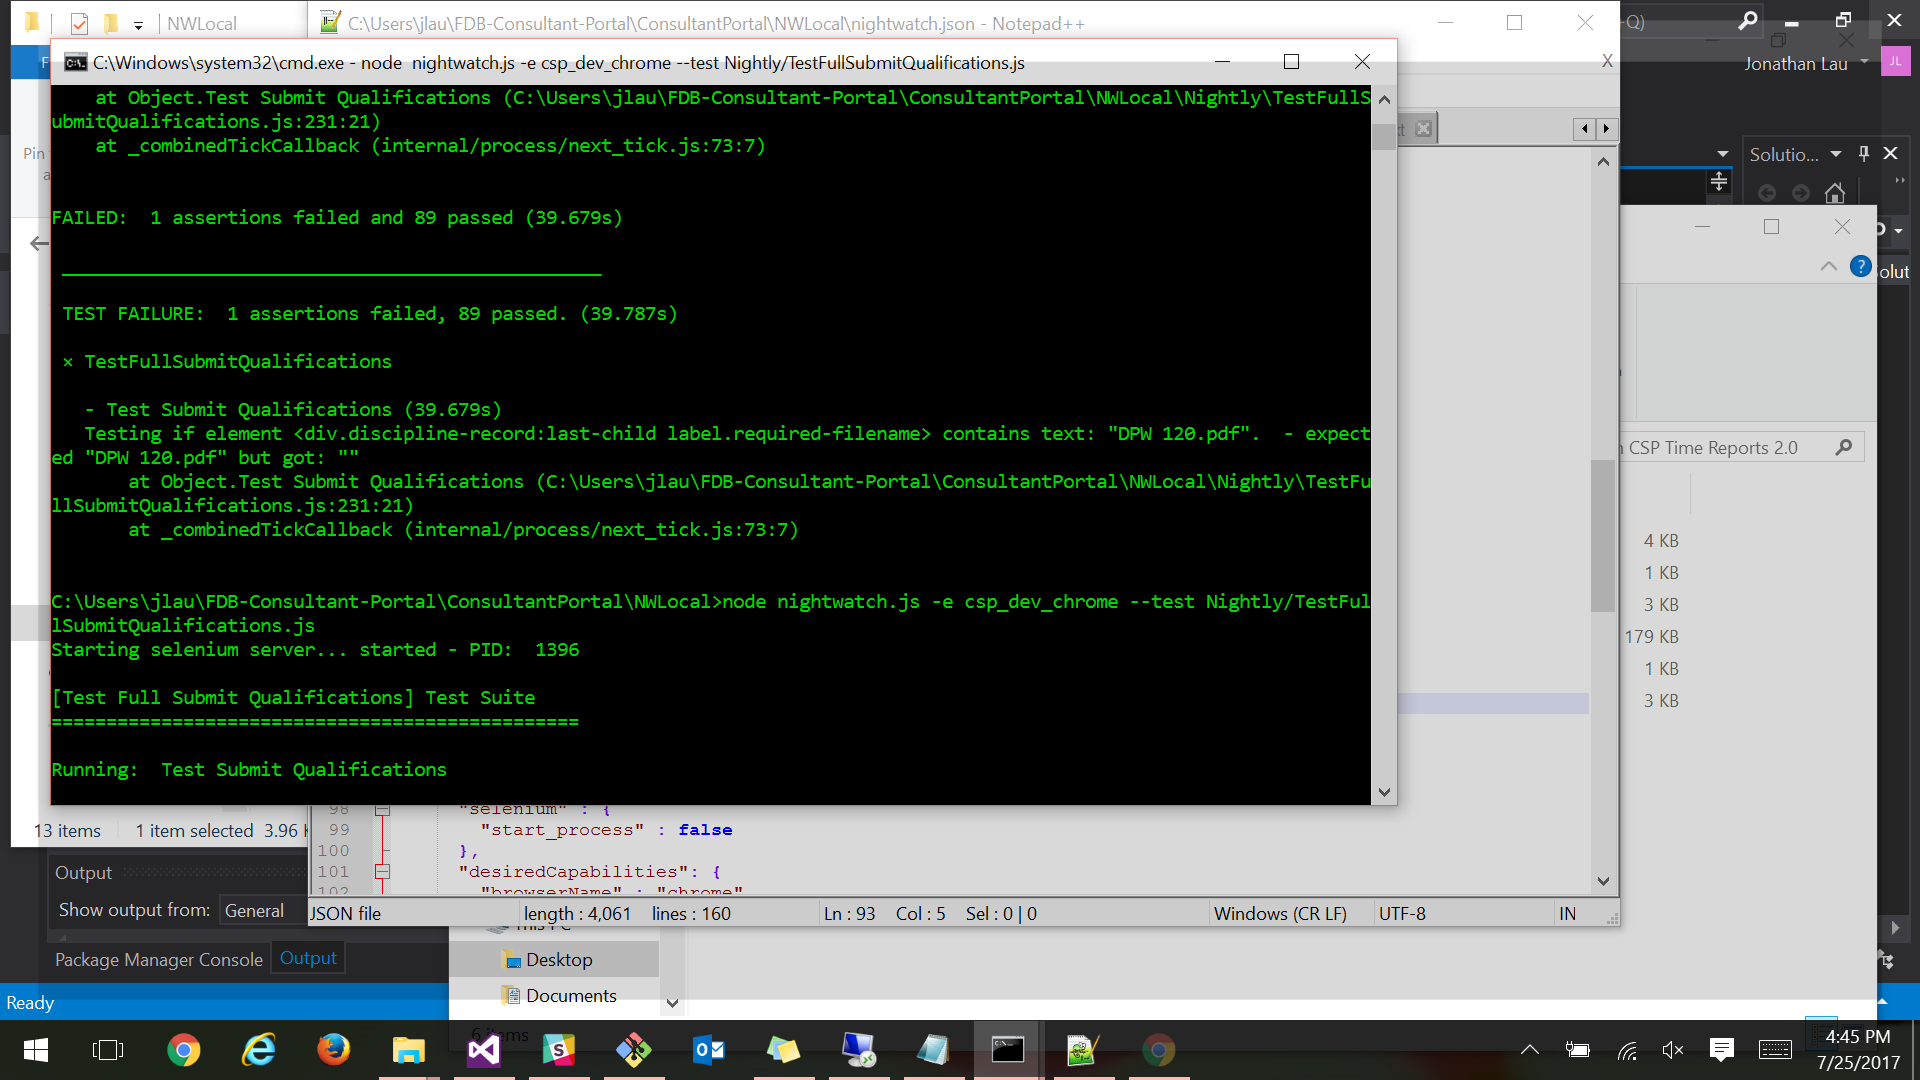 NWLocal
C:\Users\jlau\FDB-Consultant-Portal\ConsultantPortal\NWLocal\nightwatch.json - Notepad++
Q)
C:\Windows\system32\cmd.exe - node  nightwatch.js -e csp_dev_chrome --test Nightly/TestFullSubmitQualifications.js
Jonathan Lau
JL
X
    at Object.Test Submit Qualifications (C:\Users\jlau\FDB-Consultant-Portal\ConsultantPortal\NWLocal\Nightly\TestFullS
ubmitQualifications.js:231:21)
    at _combinedTickCallback (internal/process/next_tick.js:73:7)
Pin
Solutio...
FAILED:  1 assertions failed and 89 passed (39.679s)
TEST FAILURE:  1 assertions failed, 89 passed. (39.787s)
× TestFullSubmitQualifications
- Test Submit Qualifications (39.679s)
Testing if element <div.discipline-record:last-child label.required-filename> contains text: "DPW 120.pdf".  - expect
ed "DPW 120.pdf" but got: ""
at Object.Test Submit Qualifications (C:\Users\jlau\FDB-Consultant-Portal\ConsultantPortal\NWLocal\Nightly\TestFu
llSubmitQualifications.js:231:21)
at _combinedTickCallback (internal/process/next_tick.js:73:7)
C:\Users\jlau\FDB-Consultant-Portal\ConsultantPortal\NWLocal>node nightwatch.js -e csp_dev_chrome --test Nightly/TestFul
lSubmitQualifications.js
Starting selenium server... started - PID:  1396
[Test Full Submit Qualifications] Test Suite
================================================
Running:  Test Submit Qualifications
?
olut
CSP Time Reports 2.0
4 KB
1 KB
3 KB
179 KB
1 KB
3 KB
98 "selenium" : {
99 "start_process" : false
100 },
101 "desiredCapabilities": {
102 "browserName" : "chrome"
13 items 1 item selected 3.96
Output
Show output from: General
JSON file length : 4,061 lines : 160 Ln : 93 Col : 5 Sel : 0 | 0 Windows (CR LF) UTF-8 IN
This PC
Package Manager Console Output
Desktop
Documents
Ready
6 items
4:45 PM
7/25/2017